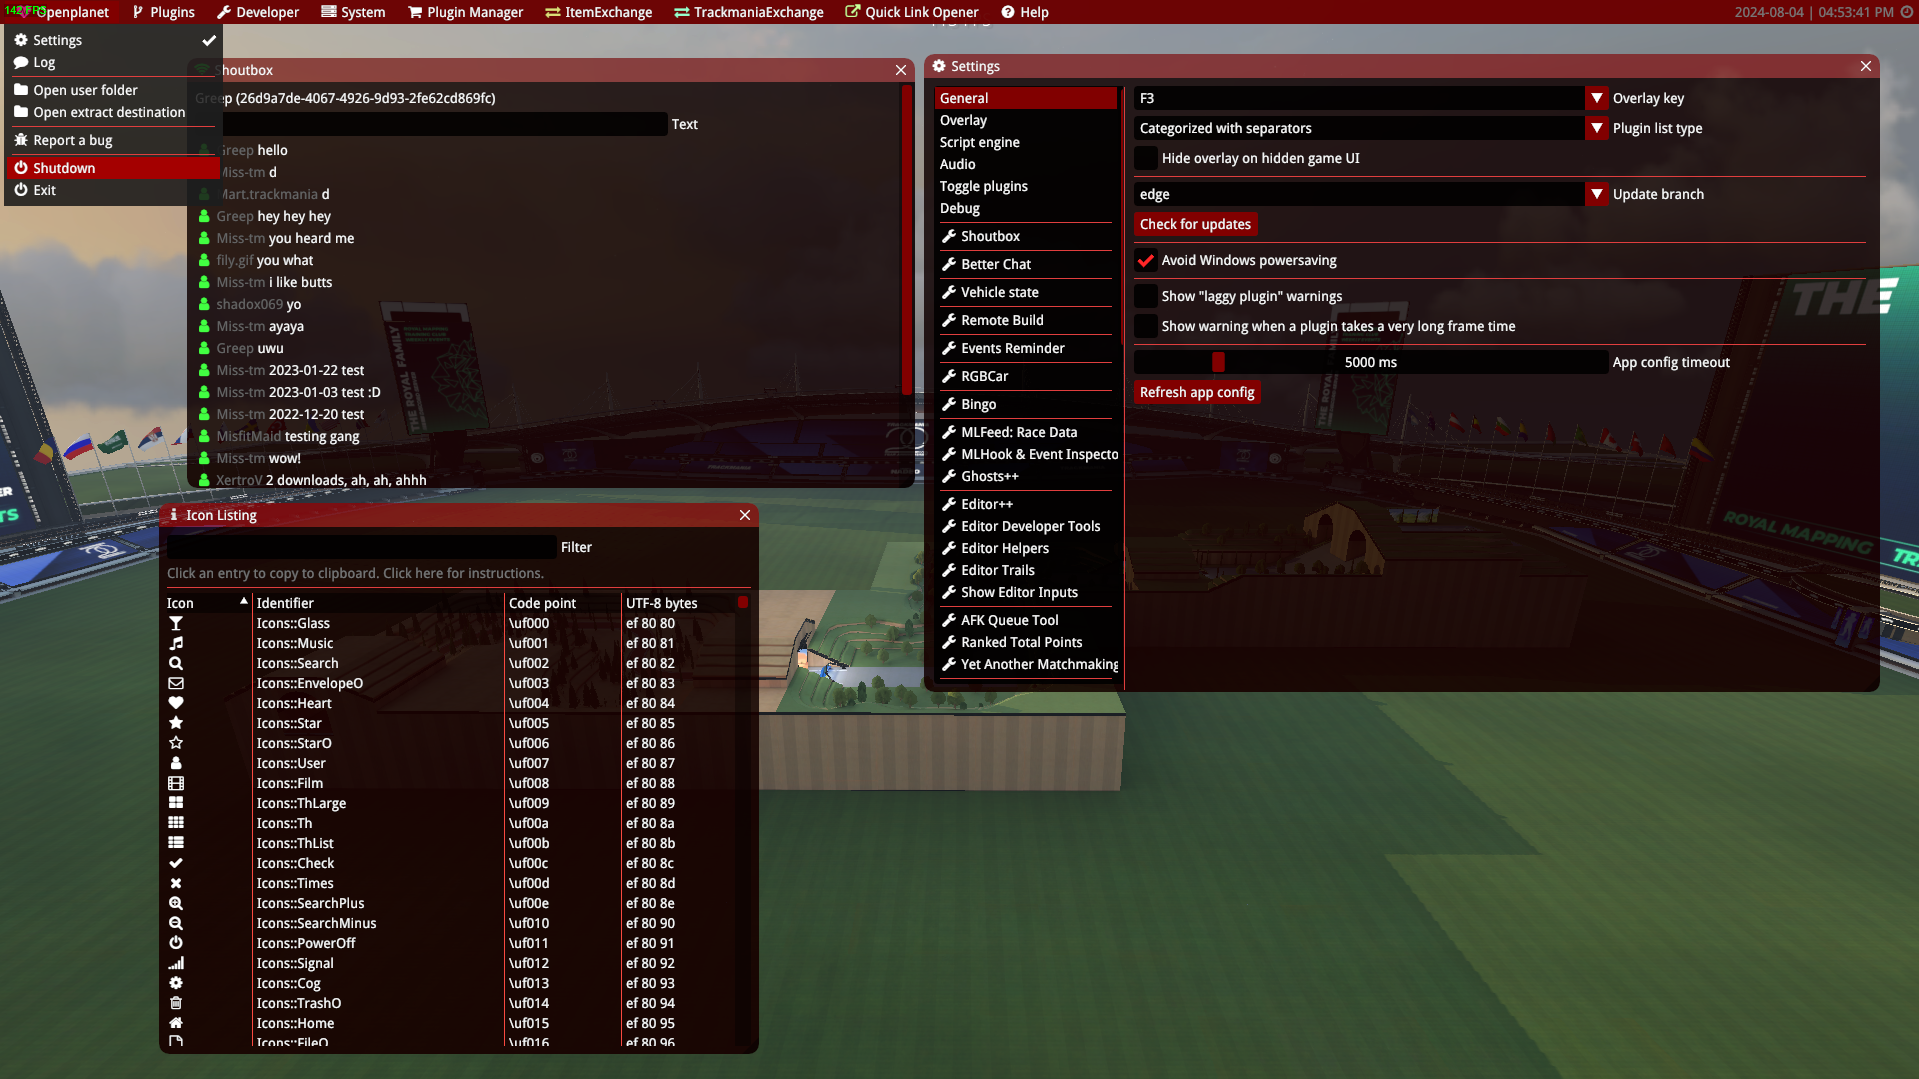 142 FPS
Openplanet Plugins Developer System Plugin Manager ItemExchange TrackmaniaExchange Quick Link Opener Help 2024-08-04 | 04:53:41 PM
Settings
Log
Open user folder
Open extract destination
Report a bug
Shutdown
Exit
Shoutbox
Greep (26d9a7de-4067-4926-9d93-2fe62cd869fc)
Text
Greep hello
Miss-tm d
Mart.trackmania d
Greep hey hey hey
Miss-tm you heard me
fily.gif you what
Miss-tm i like butts
shadox069 yo
Miss-tm ayaya
Greep uwu
Miss-tm 2023-01-22 test
Miss-tm 2023-01-03 test :D
Miss-tm 2022-12-20 test
MisfitMaid testing gang
Miss-tm wow!
XertroV 2 downloads, ah, ah, ahhh
Icon Listing
Filter
Click an entry to copy to clipboard. Click here for instructions.
Icon Identifier Code point UTF-8 bytes
Icons::Glass \uf000 ef 80 80
Icons::Music \uf001 ef 80 81
Icons::Search \uf002 ef 80 82
Icons::EnvelopeO \uf003 ef 80 83
Icons::Heart \uf004 ef 80 84
Icons::Star \uf005 ef 80 85
Icons::StarO \uf006 ef 80 86
Icons::User \uf007 ef 80 87
Icons::Film \uf008 ef 80 88
Icons::ThLarge \uf009 ef 80 89
Icons::Th \uf00a ef 80 8a
Icons::ThList \uf00b ef 80 8b
Icons::Check \uf00c ef 80 8c
Icons::Times \uf00d ef 80 8d
Icons::SearchPlus \uf00e ef 80 8e
Icons::SearchMinus \uf010 ef 80 90
Icons::PowerOff \uf011 ef 80 91
Icons::Signal \uf012 ef 80 92
Icons::Cog \uf013 ef 80 93
Icons::TrashO \uf014 ef 80 94
Icons::Home \uf015 ef 80 95
Icons::FileO \uf016 ef 80 96
Settings
General
Overlay
Script engine
Audio
Toggle plugins
Debug
Shoutbox
Better Chat
Vehicle state
Remote Build
Events Reminder
RGBCar
Bingo
MLFeed: Race Data
MLHook & Event Inspecto
Ghosts++
Editor++
Editor Developer Tools
Editor Helpers
Editor Trails
Show Editor Inputs
AFK Queue Tool
Ranked Total Points
Yet Another Matchmaking
F3 Overlay key
Categorized with separators Plugin list type
Hide overlay on hidden game UI
edge Update branch
Check for updates
Avoid Windows powersaving
Show "laggy plugin" warnings
Show warning when a plugin takes a very long frame time
5000 ms App config timeout
Refresh app config
THE
ROYAL MAPPING
THE ROYAL FAMILY